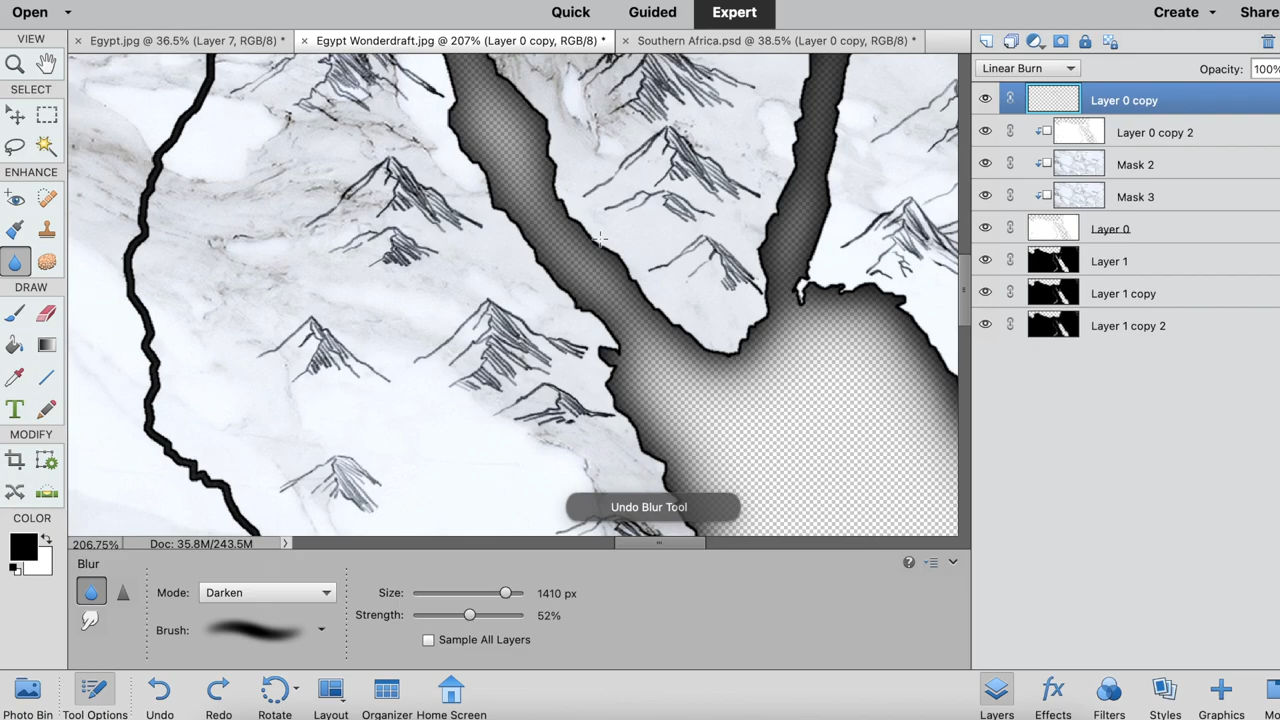 Open
Quick
Guided
Expert
Create
Share
VIEW
× Egypt.jpg @ 36.5% (Layer 7, RGB/8) *
× Egypt Wonderdraft.jpg @ 207% (Layer 0 copy, RGB/8) *
× Southern Africa.psd @ 38.5% (Layer 0 copy, RGB/8) *
Linear Burn
Opacity: 100%
SELECT
ENHANCE
DRAW
T
MODIFY
COLOR
Layer 0 copy
Layer 0 copy 2
Mask 2
Mask 3
Layer 0
Layer 1
Layer 1 copy
Layer 1 copy 2
Undo Blur Tool
206.75%
Doc: 35.8M/243.5M
Blur
Mode: Darken
Size: 1410 px
Strength: 52%
Brush:
Sample All Layers
Photo Bin
Tool Options
Undo
Redo
Rotate
Layout
Organizer
Home Screen
Layers
fx
Effects
Filters
Styles
Graphics